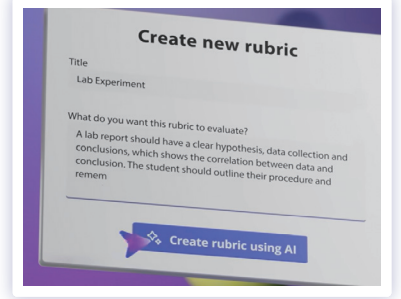 Create new rubric
Title
Lab Experiment
What do you want this rubric to evaluate?
A lab report should have a clear hypothesis, data collection and
conclusions, which shows the correlation between data and
conclusion. The student should outline their procedure and
remem
Create rubric using AI